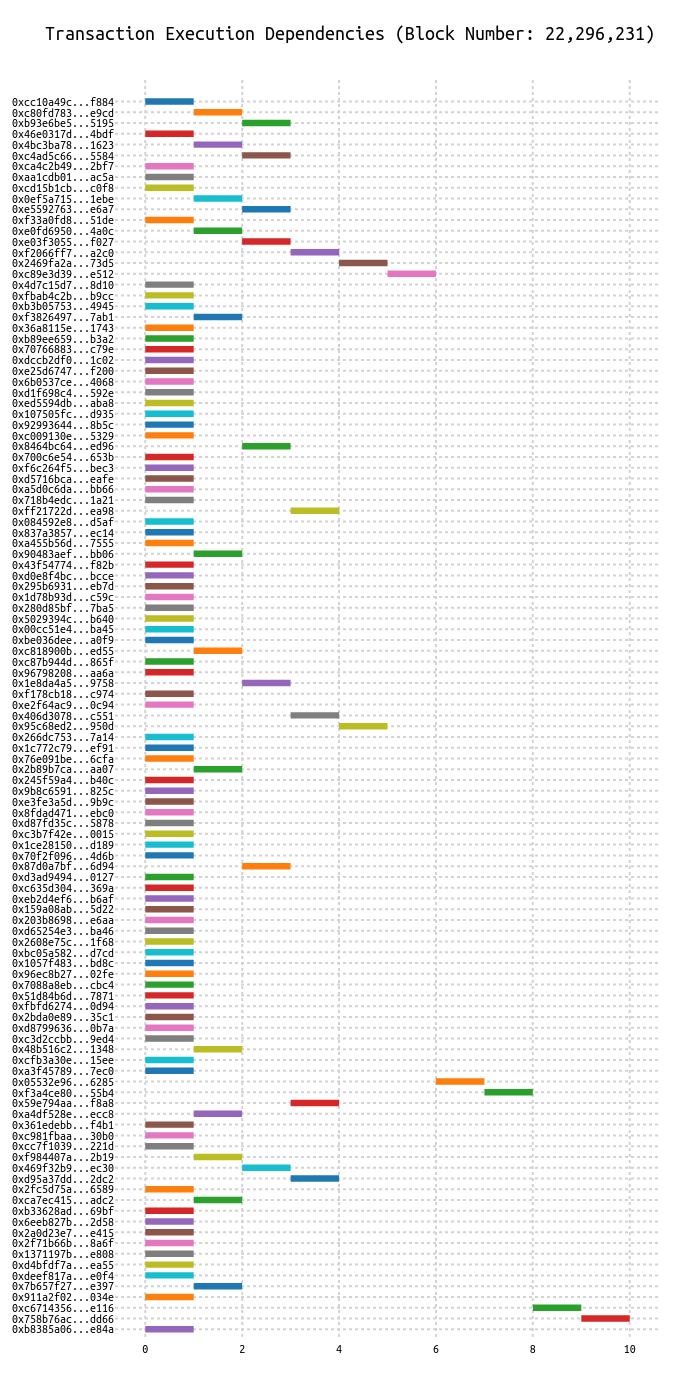 Transaction Execution Dependencies (Block Number: 22,296,231)
0xcc10a49c...f884
0xc80fd783...e9cd
0xb93e6be5...5195
0x46e0317d...4bdf
0x4bc3ba78...1623
0xc4ad5c66...5584
0xca4c2b49...2bf7
0xaa1cdb01...ac5a
0xcd15b1cb...c0f8
0x0ef5a715...1ebe
0xe5592763...e6a7
0xf33a0fd8...51de
0xe0fd6950...4a0c
0xe03f3055...f027
0xf2066ff7...a2c0
0x2469fa2a...73d5
0xc89e3d39...e512
0x4d7c15d7...8d10
0xfbab4c2b...b9cc
0xb3b05753...4945
0xf3826497...7ab1
0x36a8115e...1743
0xb89ee659...b3a2
0x70766883...c79e
0xdccb2df0...1c02
0xe25d6747...f200
0x6b0537ce...4068
0xd1f698c4...592e
0xed5594db...aba8
0x107505fc...d935
0x92993644...8b5c
0xc009130e...5329
0x8464bc64...ed96
0x700c6e54...653b
0xf6c264f5...bec3
0xd5716bca...eafe
0xa5d0c6da...bb66
0x718b4edc...1a21
0xff21722d...ea98
0x084592e8...d5af
0x837a3857...ec14
0xa455b56d...7555
0x90483aef...bb06
0x43f54774...f82b
0xd0e8f4bc...bcce
0x295b6931...eb7d
0x1d78b93d...c59c
0x280d85bf...7ba5
0x5029394c...b640
0x00cc51e4...ba45
0xbe036dee...a0f9
0xc818900b...ed55
0xc87b944d...865f
0x96798208...aa6a
0x1e8da4a5...9758
0xf178cb18...c974
0xe2f64ac9...0c94
0x406d3078...c551
0x95c68ed2...950d
0x266dc753...7a14
0x1c772c79...ef91
0x76e091be...6cfa
0x2b89b7ca...aa07
0x245f59a4...b40c
0x9b8c6591...825c
0xe3fe3a5d...9b9c
0x8fdad471...ebc0
0xd87fd35c...5878
0xc3b7f42e...0015
0x1ce28150...d189
0x70f2f096...4d6b
0x87d0a7bf...6d94
0xd3ad9494...0127
0xc635d304...369a
0xeb2d4ef6...b6af
0x159a08ab...5d22
0x203b8698...e6aa
0xd65254e3...ba46
0x2608e75c...1f68
0xbc05a582...d7cd
0x1057f483...bd8c
0x96ec8b27...02fe
0x7088a8eb...cbc4
0x51d84b6d...7871
0xfbfd6274...0d94
0x2bda0e89...35c1
0xd8799636...0b7a
0xc3d2ccbb...9ed4
0x48b516c2...1348
0xcfb3a30e...15ee
0xa3f45789...7ec0
0x05532e96...6285
0xf3a4ce80...55b4
0x59e794aa...f8a8
0xa4df528e...ecc8
0x361edebb...f4b1
0xc981fbaa...30b0
0xcc7f1039...221d
0xf984407a...2b19
0x469f32b9...ec30
0xd95a37dd...2dc2
0x2fc5d75a...6589
0xca7ec415...adc2
0xb33628ad...69bf
0x6eeb827b...2d58
0x2a0d23e7...e415
0x2f71b66b...8a6f
0x1371197b...e808
0xd4bfdf7a...ea55
0xdeef817a...e0f4
0x7b657f27...e397
0x911a2f02...034e
0xc6714356...e116
0x758b76ac...dd66
0xb8385a06...e84a
0 2 4 6 8 10